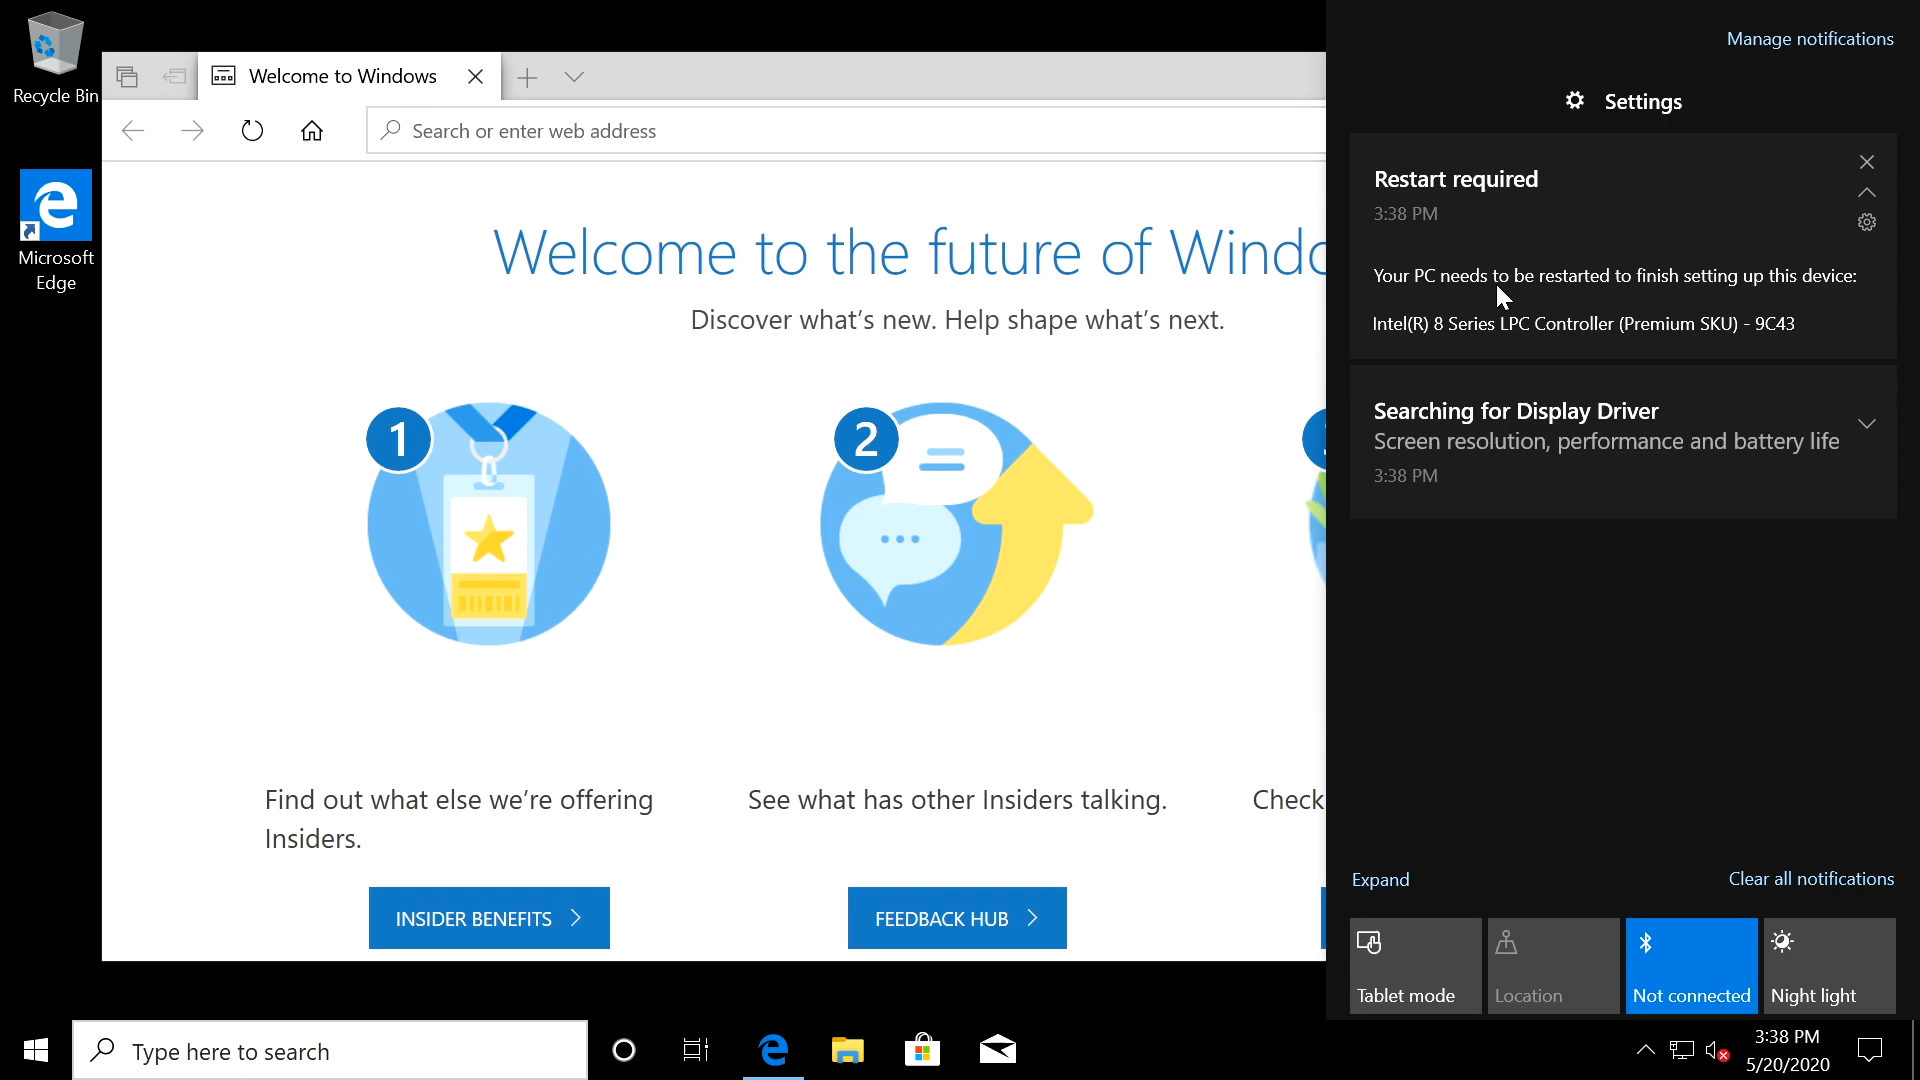 Recycle Bin
Microsoft
Edge
Welcome to Windows
Search or enter web address
Welcome to the future of Windo
Discover what's new. Help shape what's next.
1
2
Find out what else we're offering
Insiders.
See what has other Insiders talking.
Check
INSIDER BENEFITS
FEEDBACK HUB
Manage notifications
Settings
Restart required
3:38 PM
Your PC needs to be restarted to finish setting up this device:
Intel(R) 8 Series LPC Controller (Premium SKU) - 9C43
Searching for Display Driver
Screen resolution, performance and battery life
3:38 PM
Expand
Clear all notifications
Tablet mode
Location
Not connected
Night light
Type here to search
3:38 PM
5/20/2020